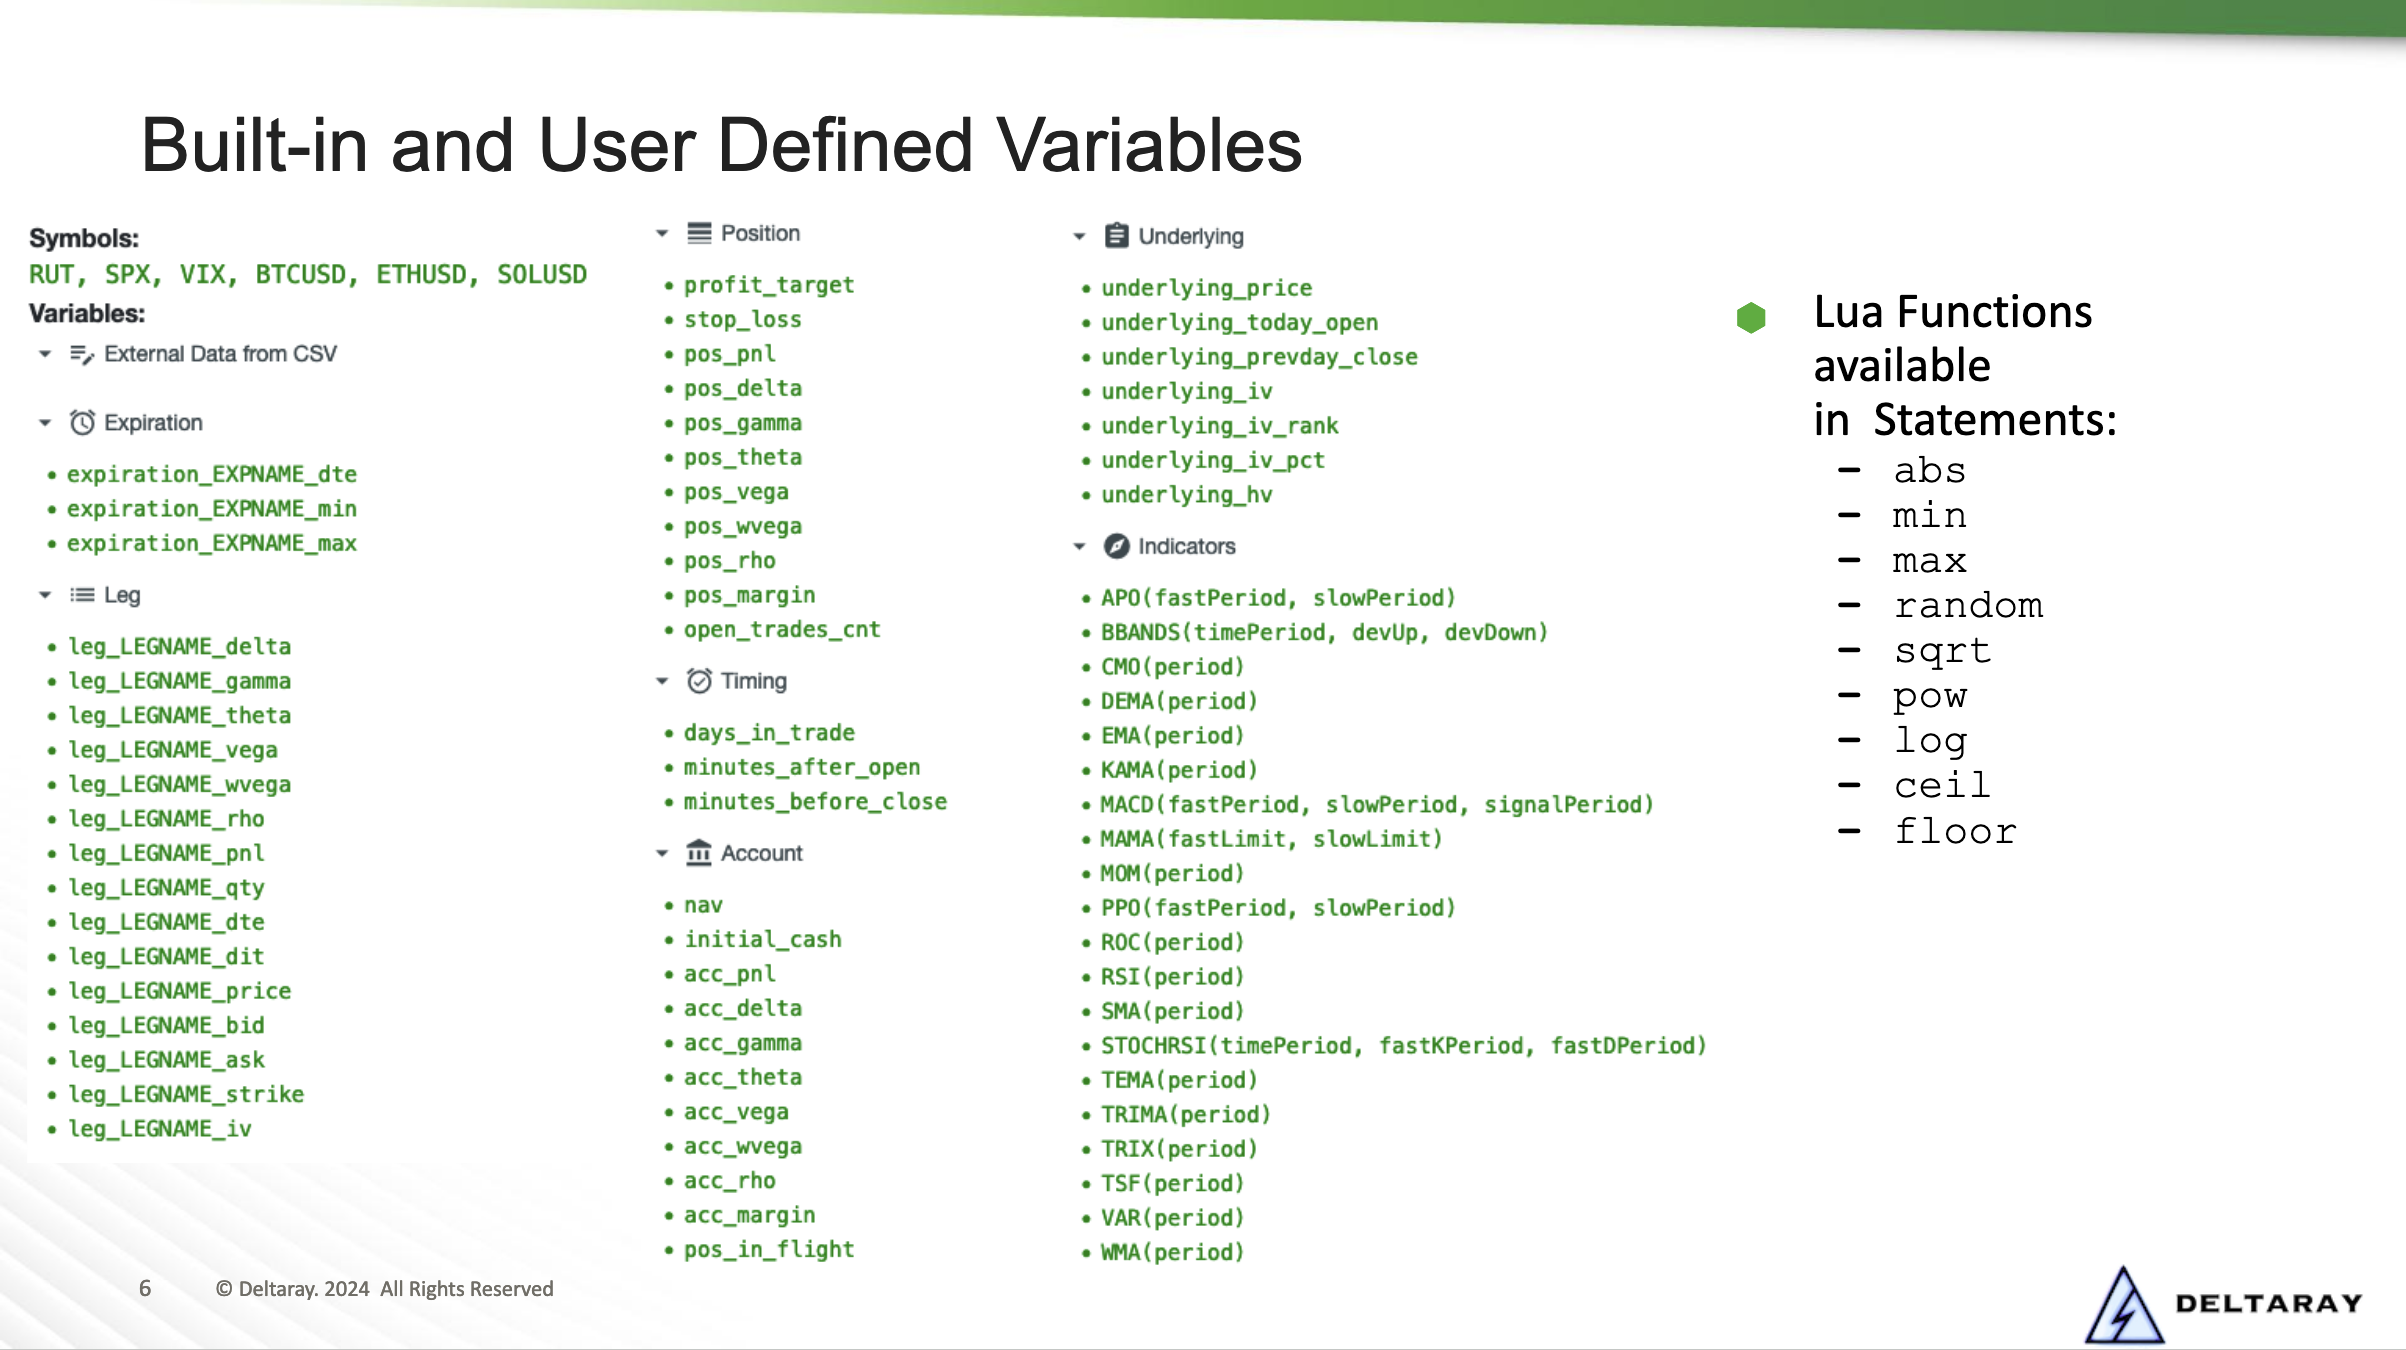 Built-in and User Defined Variables
Symbols:
RUT, SPX, VIX, BTCUSD, ETHUSD, SOLUSD
Variables:
External Data from CSV
Expiration
• expiration_EXPNAME_dte
• expiration_EXPNAME_min
• expiration_EXPNAME_max
Leg
• leg_LEGNAME_delta
• leg_LEGNAME_gamma
• leg_LEGNAME_theta
• leg_LEGNAME_vega
• leg_LEGNAME_wvega
• leg_LEGNAME_rho
• leg_LEGNAME_pnl
• leg_LEGNAME_qty
• leg_LEGNAME_dte
• leg_LEGNAME_dit
• leg_LEGNAME_price
• leg_LEGNAME_bid
• leg_LEGNAME_ask
• leg_LEGNAME_strike
• leg_LEGNAME_iv
Position
• profit_target
• stop_loss
• pos_pnl
• pos_delta
• pos_gamma
• pos_theta
• pos_vega
• pos_wvega
• pos_rho
• pos_margin
• open_trades_cnt
Timing
• days_in_trade
• minutes_after_open
• minutes_before_close
Account
• nav
• initial_cash
• acc_pnl
• acc_delta
• acc_gamma
• acc_theta
• acc_vega
• acc_wvega
• acc_rho
• acc_margin
• pos_in_flight
Underlying
• underlying_price
• underlying_today_open
• underlying_prevday_close
• underlying_iv
• underlying_iv_rank
• underlying_iv_pct
• underlying_hv
Indicators
• APO(fastPeriod, slowPeriod)
• BBANDS(timePeriod, devUp, devDown)
• CMO(period)
• DEMA(period)
• EMA(period)
• KAMA(period)
• MACD(fastPeriod, slowPeriod, signalPeriod)
• MAMA(fastLimit, slowLimit)
• MOM(period)
• PPO(fastPeriod, slowPeriod)
• ROC(period)
• RSI(period)
• SMA(period)
• STOCHRSI(timePeriod, fastKPeriod, fastDPeriod)
• TEMA(period)
• TRIMA(period)
• TRIX(period)
• TSF(period)
• VAR(period)
• WMA(period)
Lua Functions
available
in Statements:
– abs
– min
– max
– random
– sqrt
– pow
– log
– ceil
– floor
6 © Deltaray. 2024 All Rights Reserved
DELTARAY